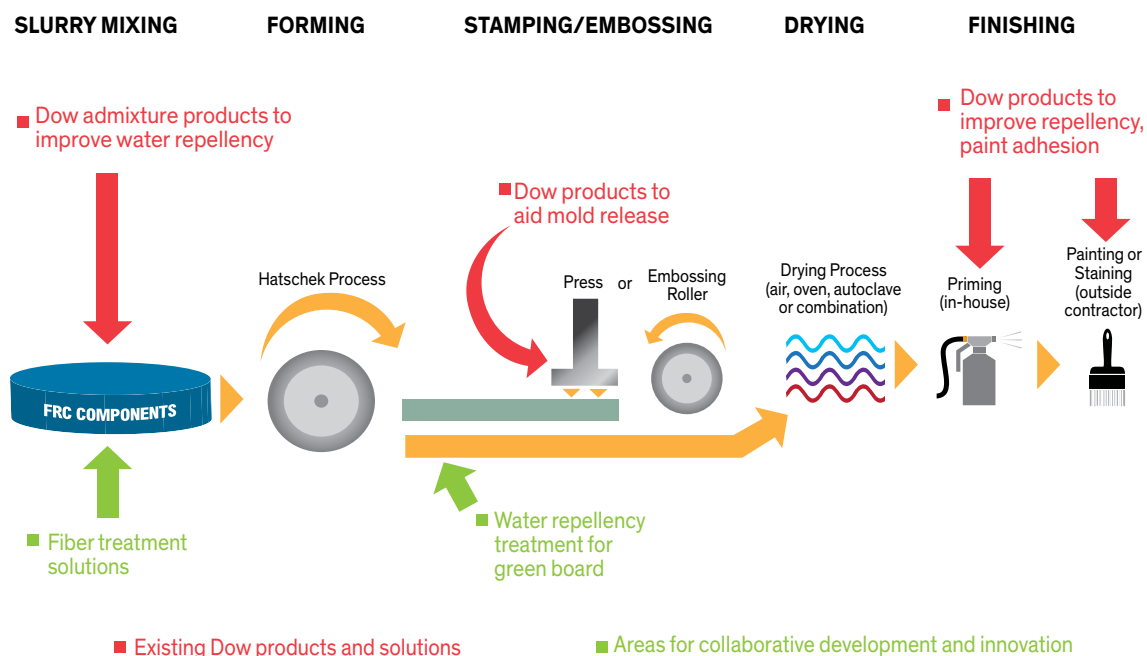 SLURRY MIXING
FORMING
STAMPING/EMBOSSING
DRYING
FINISHING
Dow admixture products to
improve water repellency
Dow products to
improve repellency,
paint adhesion
Dow products to
aid mold release
Hatschek Process
Press or Embossing
Roller
Drying Process
(air, oven, autoclave
or combination)
Priming
(in-house)
Painting or
Staining
(outside
contractor)
FRC COMPONENTS
Fiber treatment
solutions
Water repellency
treatment for
green board
Existing Dow products and solutions
Areas for collaborative development and innovation